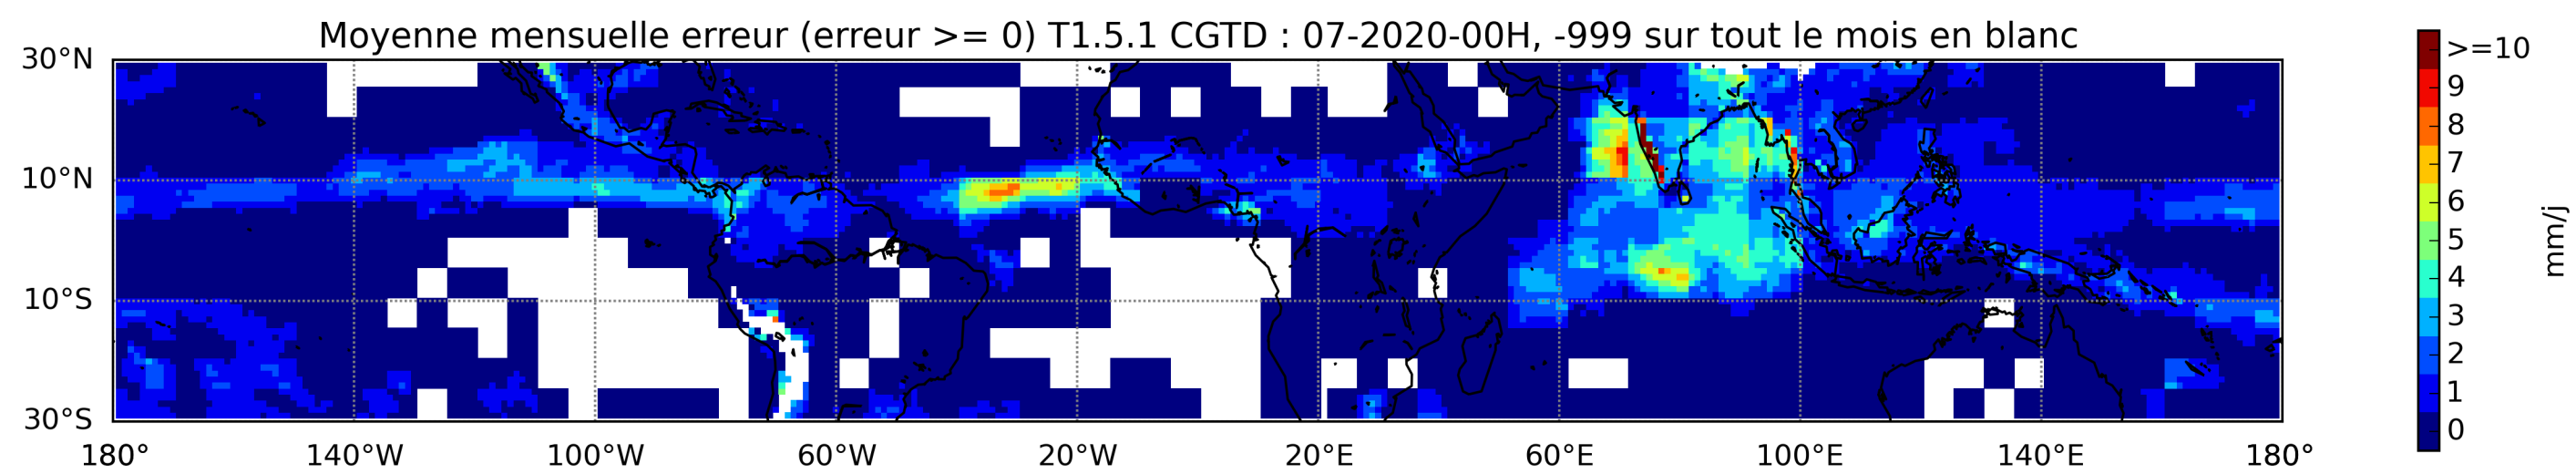 Moyenne mensuelle erreur (erreur >= 0) T1.5.1 CGTD : 07-2020-00H, -999 sur tout le mois en blanc
30°N
10°N
10°S
30°S
180° 140°W 100°W 60°W 20°W 20°E 60°E 100°E 140°E 180°
>=10
9
8
7
6
5
4
3
2
1
0
mm/j